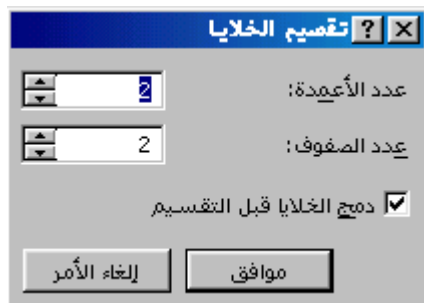 تقسيم الخلايا
عدد الأعمدة: 2
عدد الصفوف: 2
دمج الخلايا قبل التقسيم
موافق إلغاء الأمر